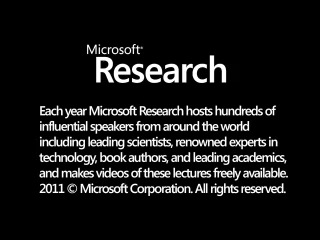 Microsoft®
Research
Each year Microsoft Research hosts hundreds of
influential speakers from around the world
including leading scientists, renowned experts in
technology, book authors, and leading academics,
and makes videos of these lectures freely available.
2011 © Microsoft Corporation. All rights reserved.